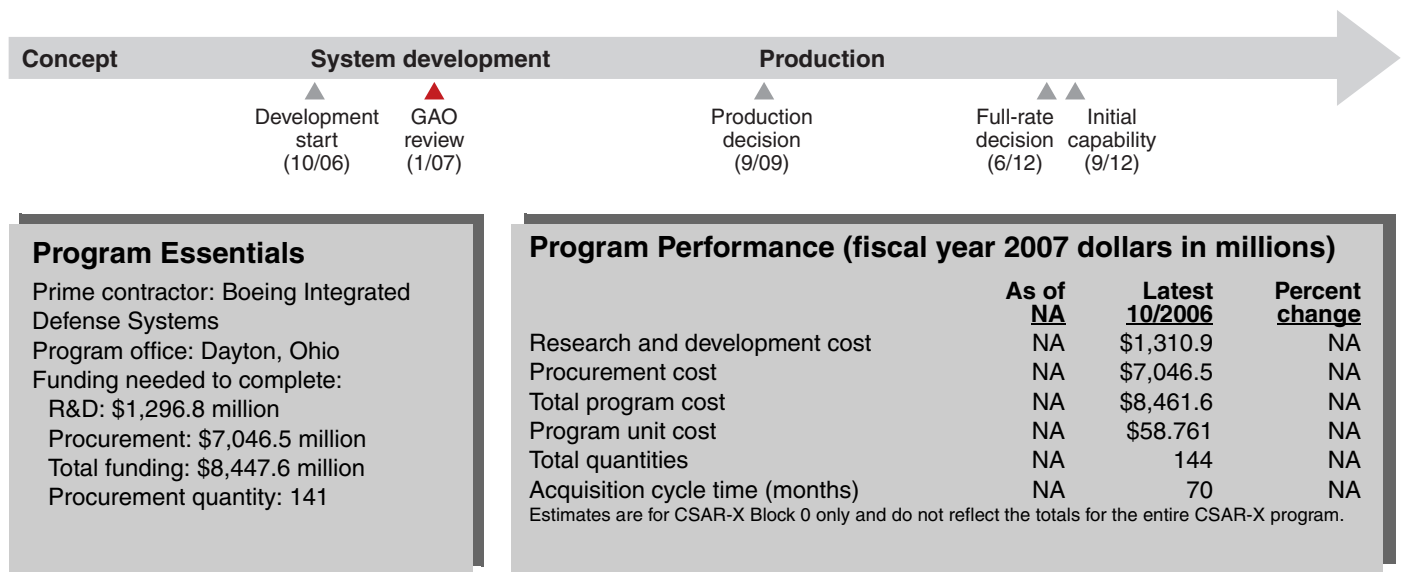 Concept
System development
Production
Development
start
(10/06)
GAO
review
(1/07)
Production
decision
(9/09)
Full-rate
decision
(6/12)
Initial
capability
(9/12)
Program Essentials
Prime contractor: Boeing Integrated
Defense Systems
Program office: Dayton, Ohio
Funding needed to complete:
R&D: $1,296.8 million
Procurement: $7,046.5 million
Total funding: $8,447.6 million
Procurement quantity: 141
Program Performance (fiscal year 2007 dollars in millions)
As of Latest Percent
NA 10/2006 change
Research and development cost NA $1,310.9 NA
Procurement cost NA $7,046.5 NA
Total program cost NA $8,461.6 NA
Program unit cost NA $58.761 NA
Total quantities NA 144 NA
Acquisition cycle time (months) NA 70 NA
Estimates are for CSAR-X Block 0 only and do not reflect the totals for the entire CSAR-X program.